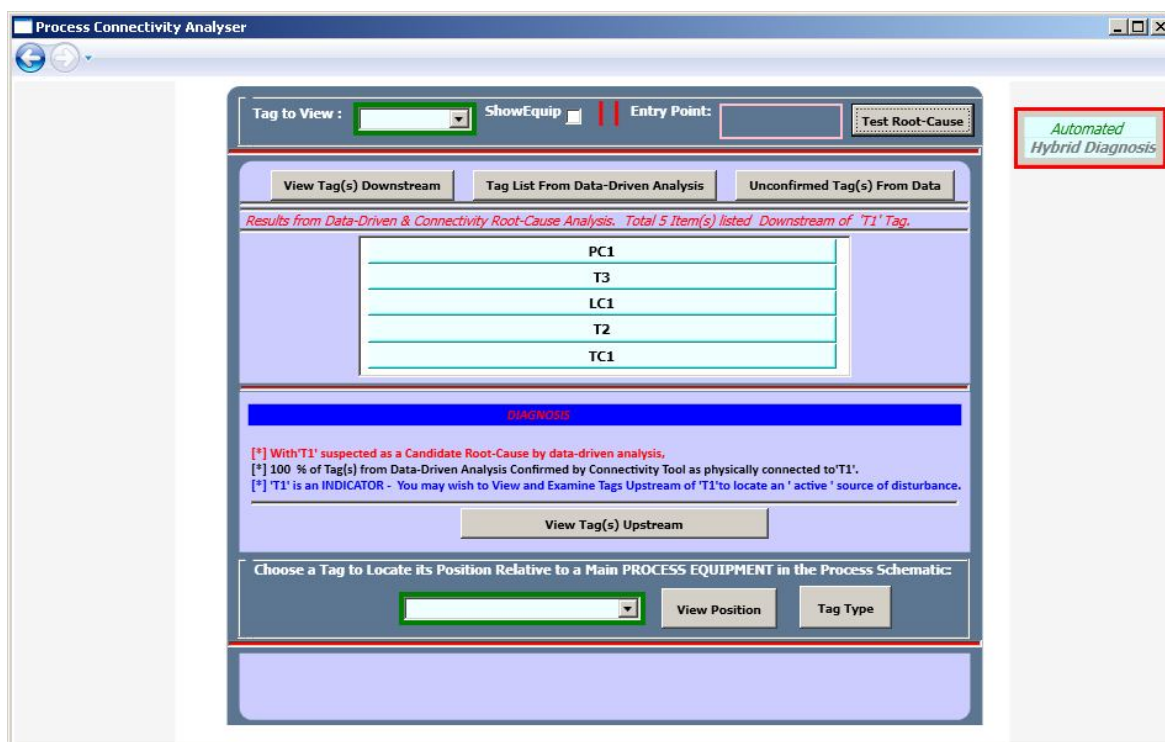 Process Connectivity Analyser
Tag to View :
ShowEquip
Entry Point:
Test Root-Cause
Automated
Hybrid Diagnosis
View Tag(s) Downstream
Tag List From Data-Driven Analysis
Unconfirmed Tag(s) From Data
Results from Data-Driven & Connectivity Root-Cause Analysis. Total 5 Item(s) listed Downstream of 'T1' Tag.
PC1
T3
LC1
T2
TC1
DIAGNOSIS
[*] With'T1' suspected as a Candidate Root-Cause by data-driven analysis,
[*] 100 % of Tag(s) from Data-Driven Analysis Confirmed by Connectivity Tool as physically connected to'T1'.
[*] 'T1' is an INDICATOR - You may wish to View and Examine Tags Upstream of 'T1'to locate an ' active ' source of disturbance.
View Tag(s) Upstream
Choose a Tag to Locate its Position Relative to a Main PROCESS EQUIPMENT in the Process Schematic:
View Position
Tag Type